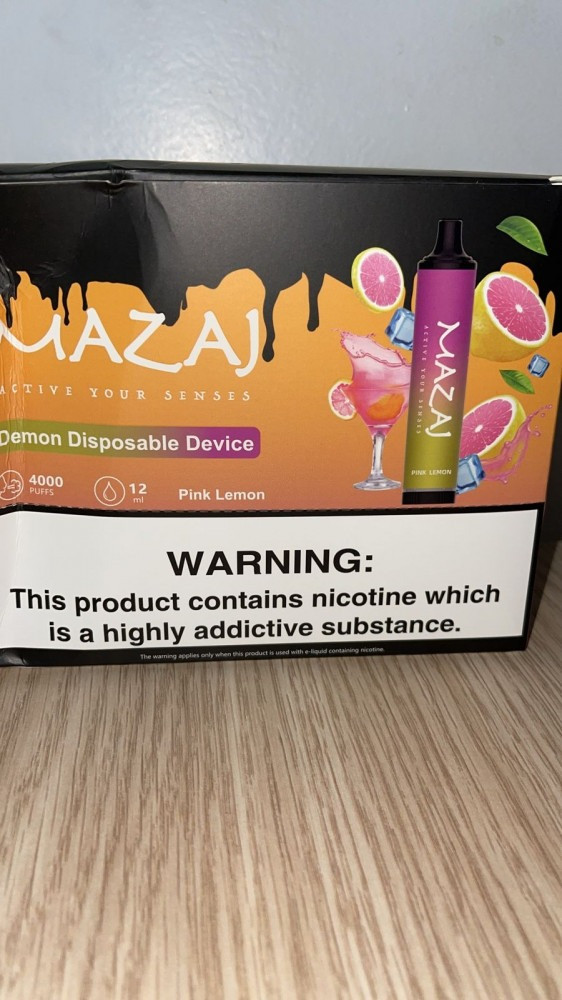 MAZAJ
ACTIVE YOUR SENSES
Demon Disposable Device
4000
PUFFS
12
ml
Pink Lemon
MAZAJ
ACTIVE YOUR SENSES
PINK LEMON
WARNING:
This product contains nicotine which
is a highly addictive substance.
The warning applies only when this product is used with e-liquid containing nicotine.